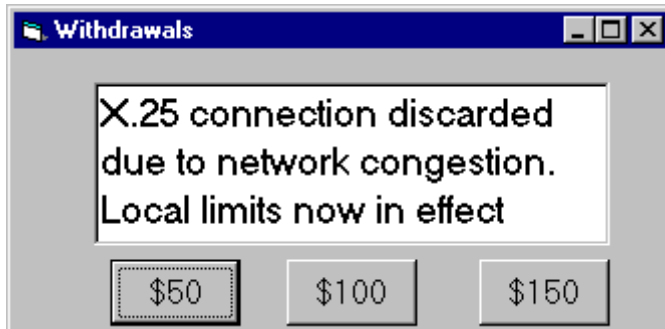 Withdrawals
X.25 connection discarded
due to network congestion.
Local limits now in effect
$50 $100 $150